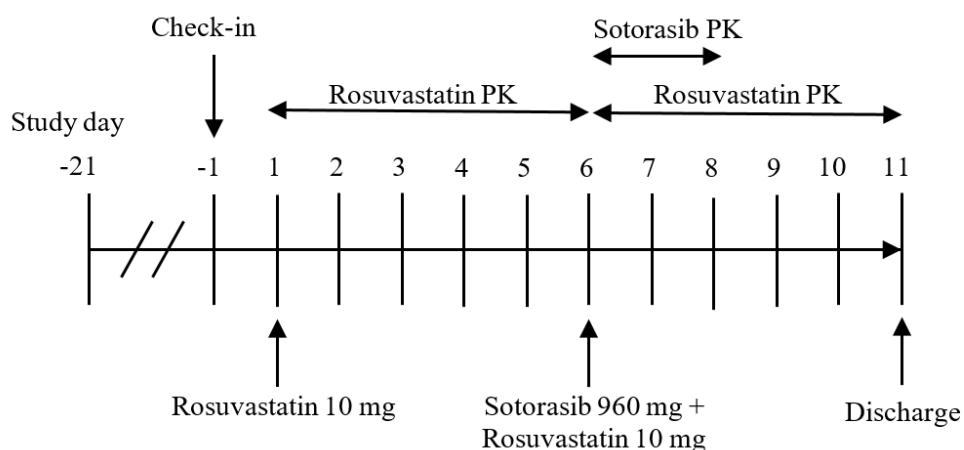 Check-in
Sotorasib PK
Rosuvastatin PK
Rosuvastatin PK
Study day
-21
-1
1
2
3
4
5
6
7
8
9
10
11
Rosuvastatin 10 mg
Sotorasib 960 mg +
Rosuvastatin 10 mg
Discharge